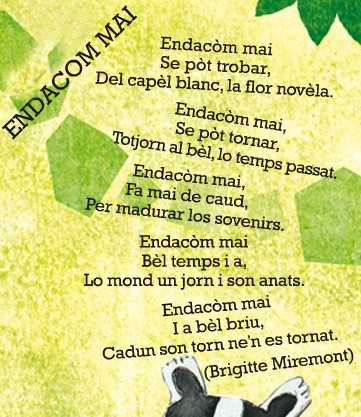 ENDACOM MAI
Endacòm mai
Se pòt trobar,
Del capèl blanc, la flor novèla.
Endacòm mai,
Se pòt tornar,
Totjorn al bèl, lo temps passat.
Endacòm mai,
Fa mai de caud,
Per madurar los sovenirs.
Endacòm mai
Bèl temps i a,
Lo mond un jorn i son anats.
Endacòm mai
I a bèl briu,
Cadun son torn ne'n es tornat.
(Brigitte Miremont)